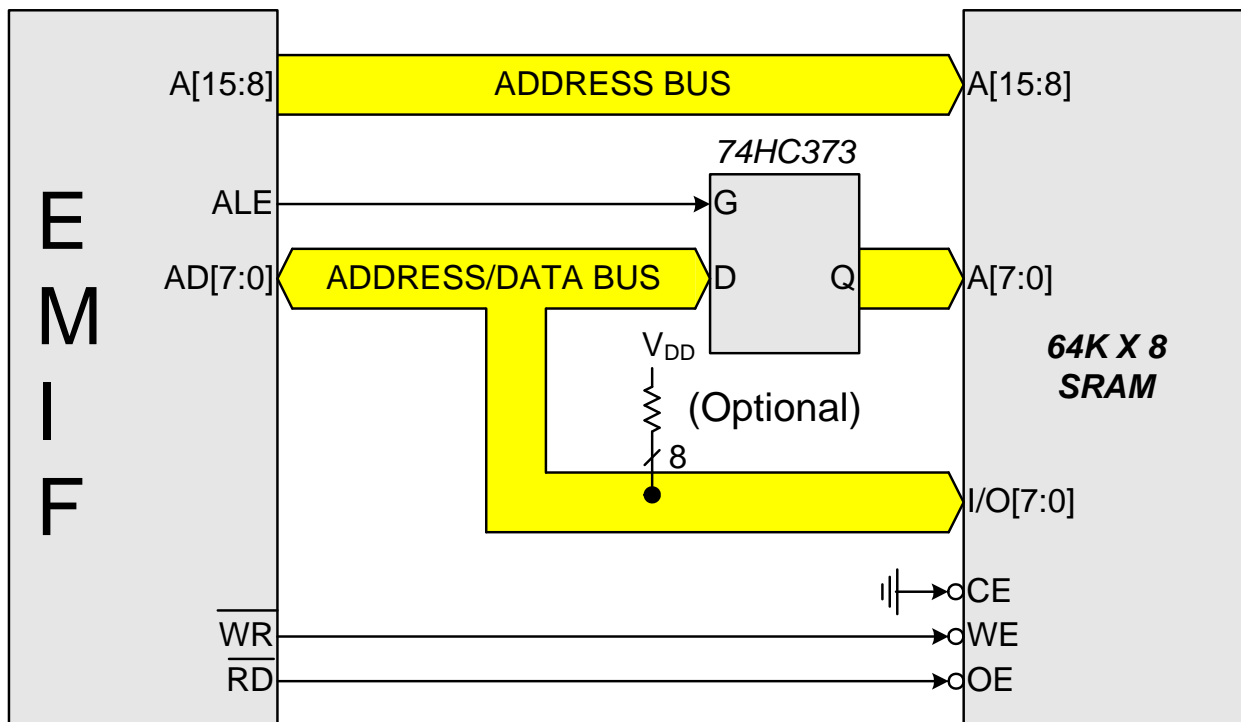 A[15:8]
ADDRESS BUS
A[15:8]
74HC373
ALE
G
AD[7:0]
ADDRESS/DATA BUS
D
Q
A[7:0]
E
M
I
F
VDD
(Optional)
8
64K X 8
SRAM
I/O[7:0]
CE
WR
WE
RD
OE